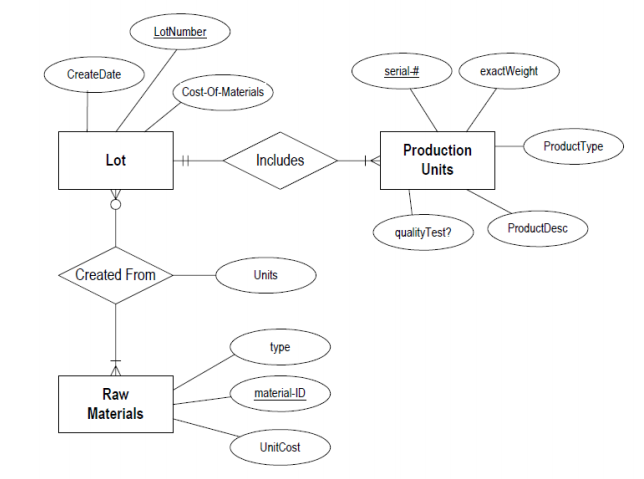 LotNumber
CreateDate
Cost-Of-Materials
serial-#
exactWeight
Lot
Includes
Production
Units
ProductType
qualityTest?
ProductDesc
Created From
Units
type
Raw
Materials
material-ID
UnitCost